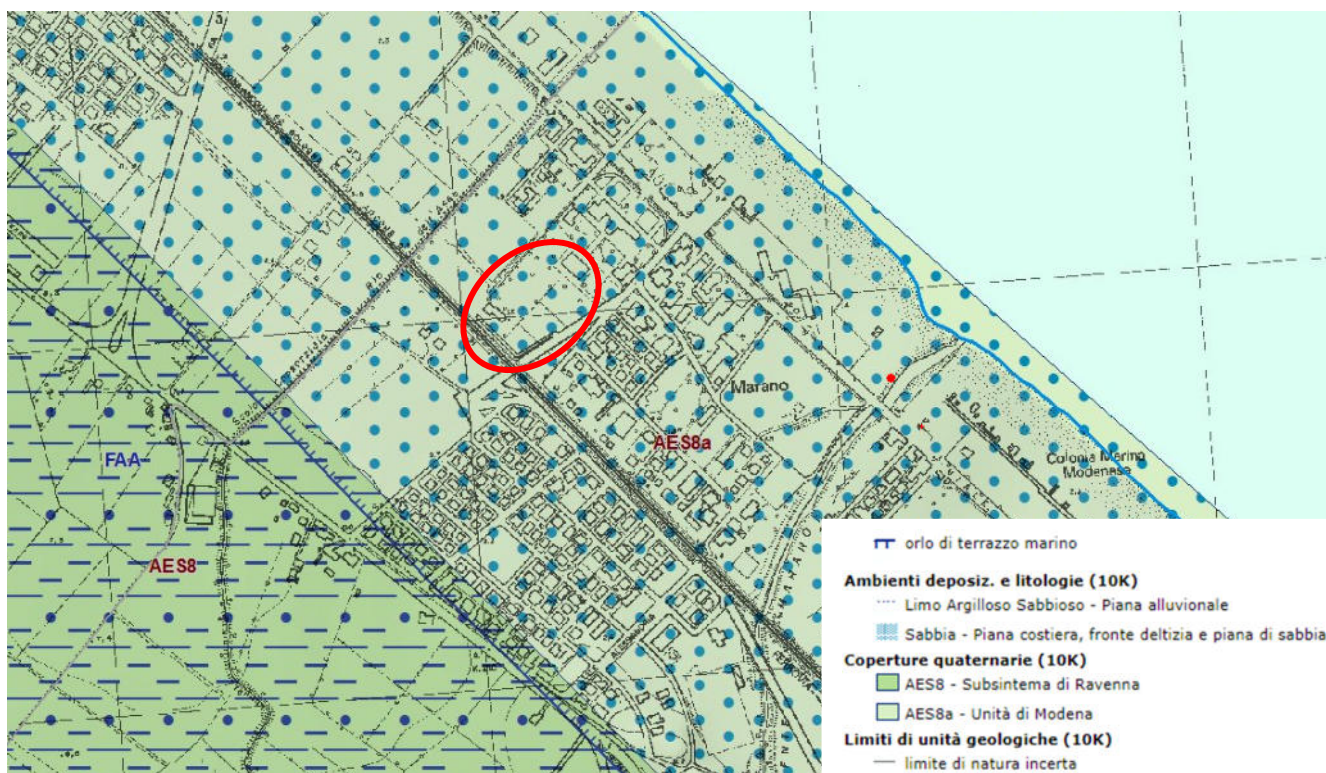 Marano
AES8a
FAA
AES8
Colonia Marina
Modenese
MARANO
orlo di terrazzo marino
Ambienti deposiz. e litologie (10K)
Limo Argilloso Sabbioso - Piana alluvionale
Sabbia - Piana costiera, fronte deltizia e piana di sabbia
Coperture quaternarie (10K)
AES8 - Subsintema di Ravenna
AES8a - Unità di Modena
Limiti di unità geologiche (10K)
limite di natura incerta